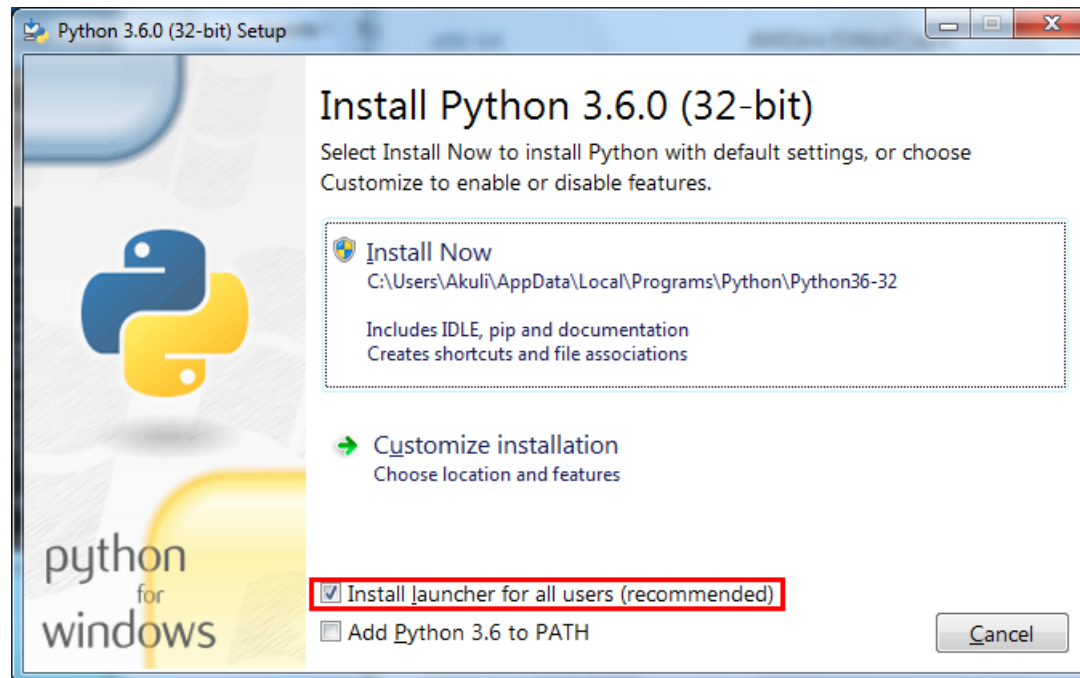 Python 3.6.0 (32-bit) Setup
Install Python 3.6.0 (32-bit)
Select Install Now to install Python with default settings, or choose
Customize to enable or disable features.
Install Now
C:\Users\Akuli\AppData\Local\Programs\Python\Python36-32
Includes IDLE, pip and documentation
Creates shortcuts and file associations
Customize installation
Choose location and features
python
for
windows
Install launcher for all users (recommended)
Add Python 3.6 to PATH
Cancel